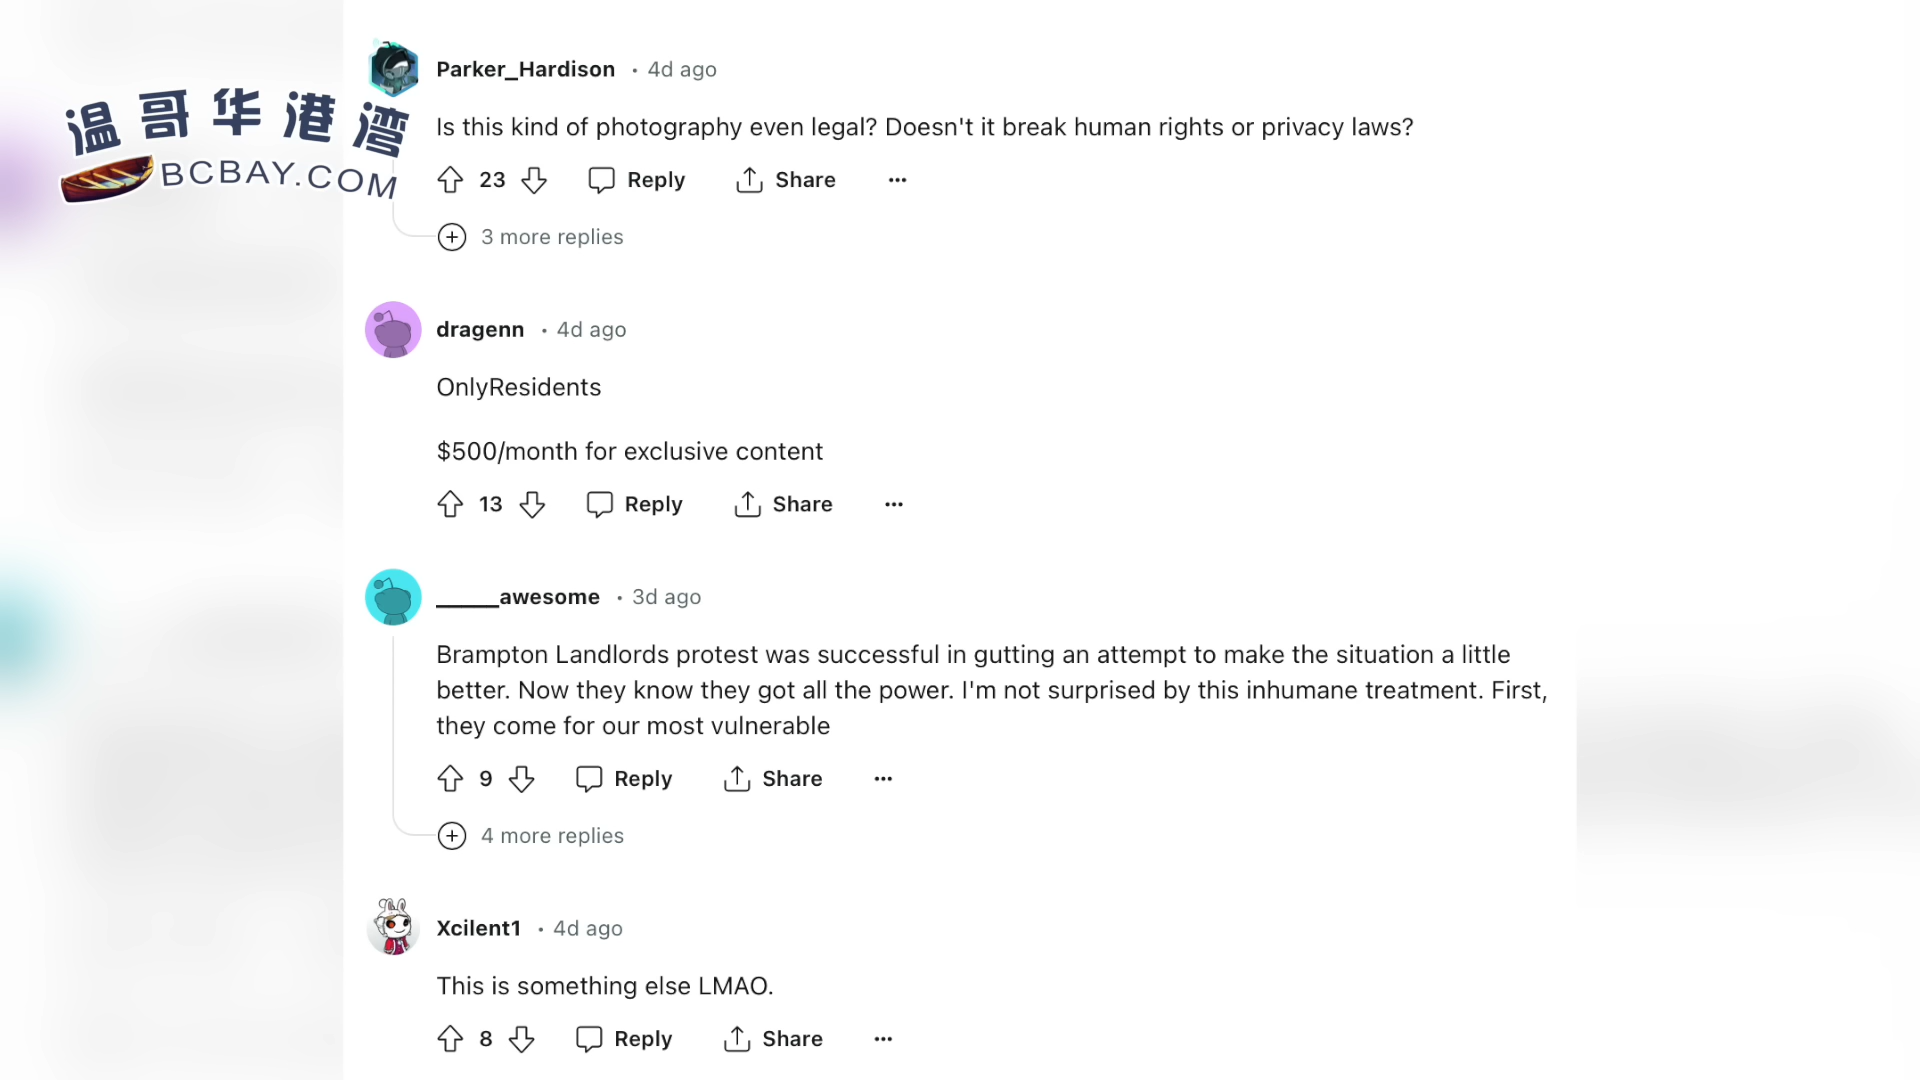 温哥华港湾
BCBAY.COM
Parker_Hardison • 4d ago
Is this kind of photography even legal? Doesn't it break human rights or privacy laws?
23 Reply Share ...
3 more replies
dragenn • 4d ago
OnlyResidents
$500/month for exclusive content
13 Reply Share ...
______awesome • 3d ago
Brampton Landlords protest was successful in gutting an attempt to make the situation a little
better. Now they know they got all the power. I'm not surprised by this inhumane treatment. First,
they come for our most vulnerable
9 Reply Share ...
4 more replies
Xcilent1 • 4d ago
This is something else LMAO.
8 Reply Share ...